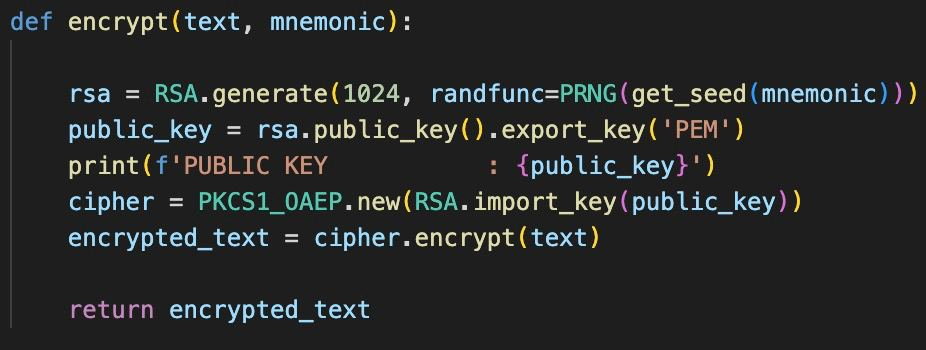 def encrypt(text, mnemonic):
rsa = RSA.generate(1024, randfunc=PRNG(get_seed(mnemonic)))
public_key = rsa.public_key().export_key('PEM')
print(f'PUBLIC KEY         : {public_key}')
cipher = PKCS1_OAEP.new(RSA.import_key(public_key))
encrypted_text = cipher.encrypt(text)
return encrypted_text